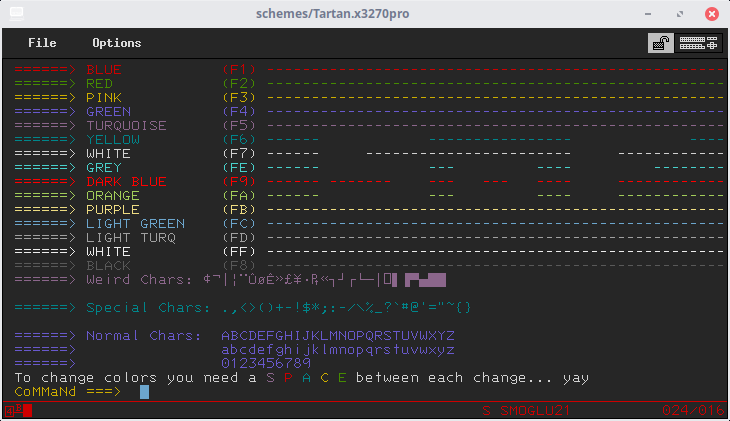 schemes/Tartan.x3270pro
File Options
======> BLUE (F1)
======> RED (F2)
======> PINK (F3)
======> GREEN (F4)
======> TURQUOISE (F5)
======> YELLOW (F6)
======> WHITE (F7)
======> GREY (FE)
======> DARK BLUE (F9)
======> ORANGE (FA)
======> PURPLE (FB)
======> LIGHT GREEN (FC)
======> LIGHT TURQ (FD)
======> WHITE (FF)
======> BLACK (F8)
======> Weird Chars:
======> Special Chars: .,<>()+-!$*;:-/\%_?`#@'="~{}
======> Normal Chars: ABCDEFGHIJKLMNOPQRSTUVWXYZ
======> abcdefghijklmnopqrstuvwxyz
======> 0123456789
To change colors you need a S P A C E between each change... yay
CoMMaNd ===>
S SMOGLU21 024/016